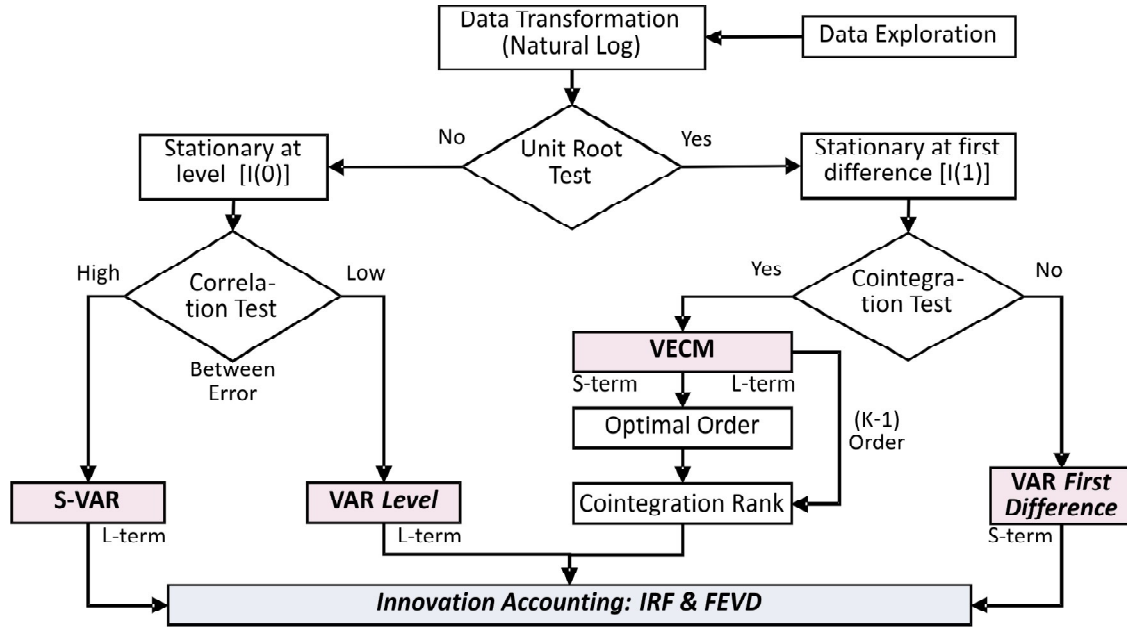 Data Transformation
(Natural Log)
Data Exploration
No
Unit Root
Test
Yes
Stationary at
level [I(0)]
Stationary at first
difference [I(1)]
High
Correla-
tion Test
Low
Between
Error
Yes
Cointegra-
tion Test
No
VECM
S-term
L-term
Optimal Order
(K-1)
Order
Cointegration Rank
S-VAR
L-term
VAR Level
L-term
VAR First
Difference
S-term
Innovation Accounting: IRF & FEVD